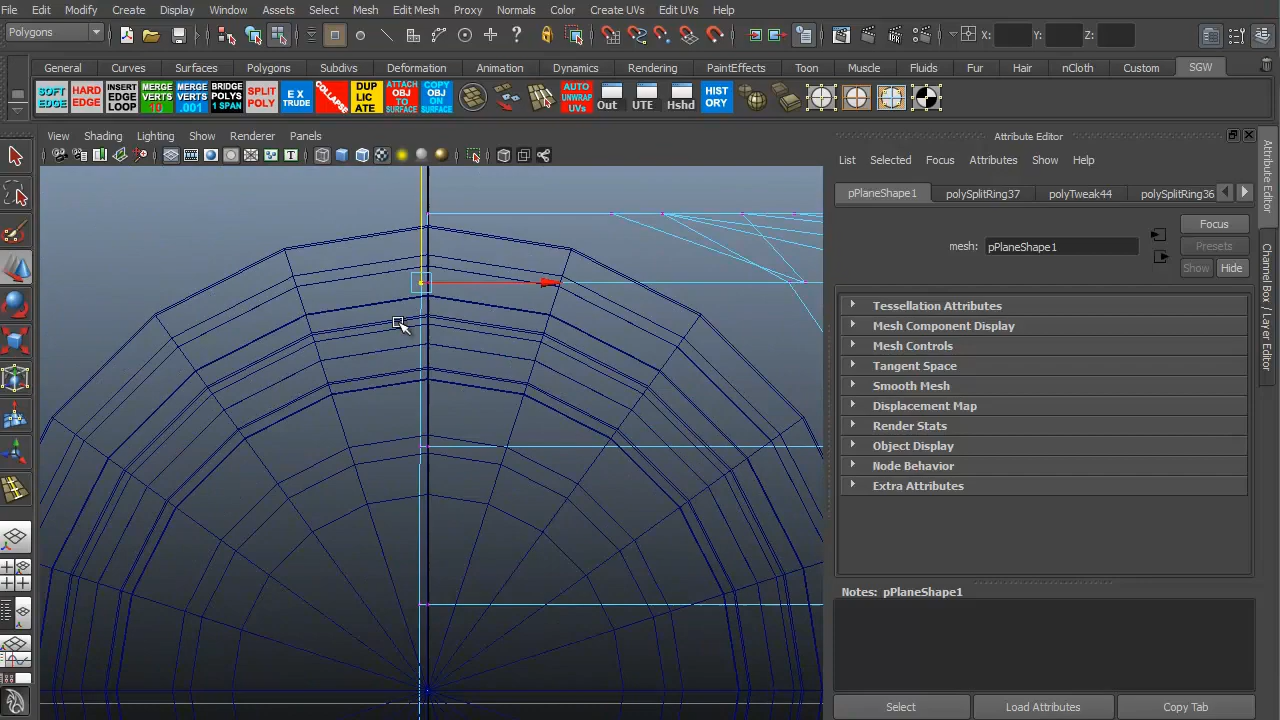 File Edit Modify Create Display Window Assets Select Mesh Edit Mesh Proxy Normals Color Create UVs Edit UVs Help
Polygons X: Y: Z:
General Curves Surfaces Polygons Subdivs Deformation Animation Dynamics Rendering PaintEffects Toon Muscle Fluids Fur Hair nCloth Custom SGW
SOFT EDGE HARD EDGE INSERT EDGE LOOP MERGE VERTS 10 MERGE VERTS .001 BRIDGE POLYS 1 SPAN SPLIT POLY EX TRUDE COLLAPSE DUP LIC ATE ATTACH OBJ TO SURFACE COPY OBJ ON SURFACE AUTO UNWRAP UVs Out UTE Hshd HIST ORY
View Shading Lighting Show Renderer Panels
Attribute Editor
List Selected Focus Attributes Show Help
pPlaneShape1 polySplitRing37 polyTweak44 polySplitRing36
Focus
mesh: pPlaneShape1 Presets
Show Hide
Tessellation Attributes
Mesh Component Display
Mesh Controls
Texture Space
Smooth Mesh
Displacement Map
Render Stats
Object Display
Node Behavior
Extra Attributes
Notes: pPlaneShape1
Select Load Attributes Copy Tab
Attribute Editor
Channel Box / Layer Editor